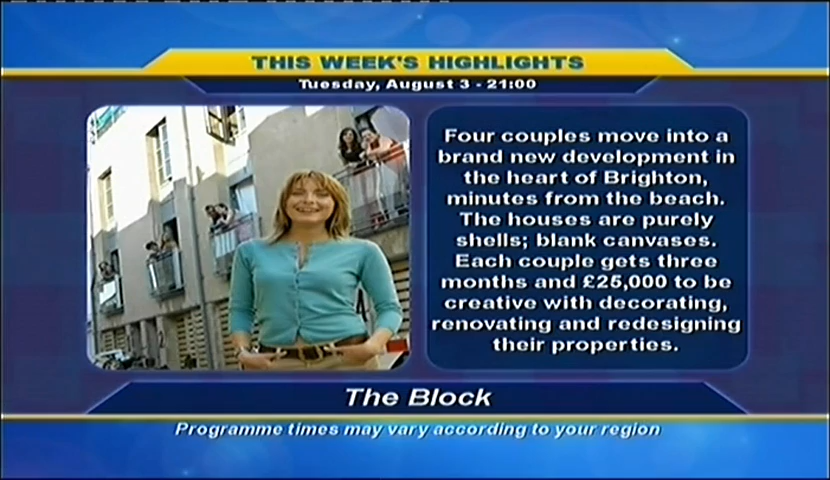 THIS WEEK'S HIGHLIGHTS
Tuesday, August 3 - 21:00
Four couples move into a
brand new development in
the heart of Brighton,
minutes from the beach.
The houses are purely
shells; blank canvases.
Each couple gets three
months and £25,000 to be
creative with decorating,
renovating and redesigning
their properties.
The Block
Programme times may vary according to your region